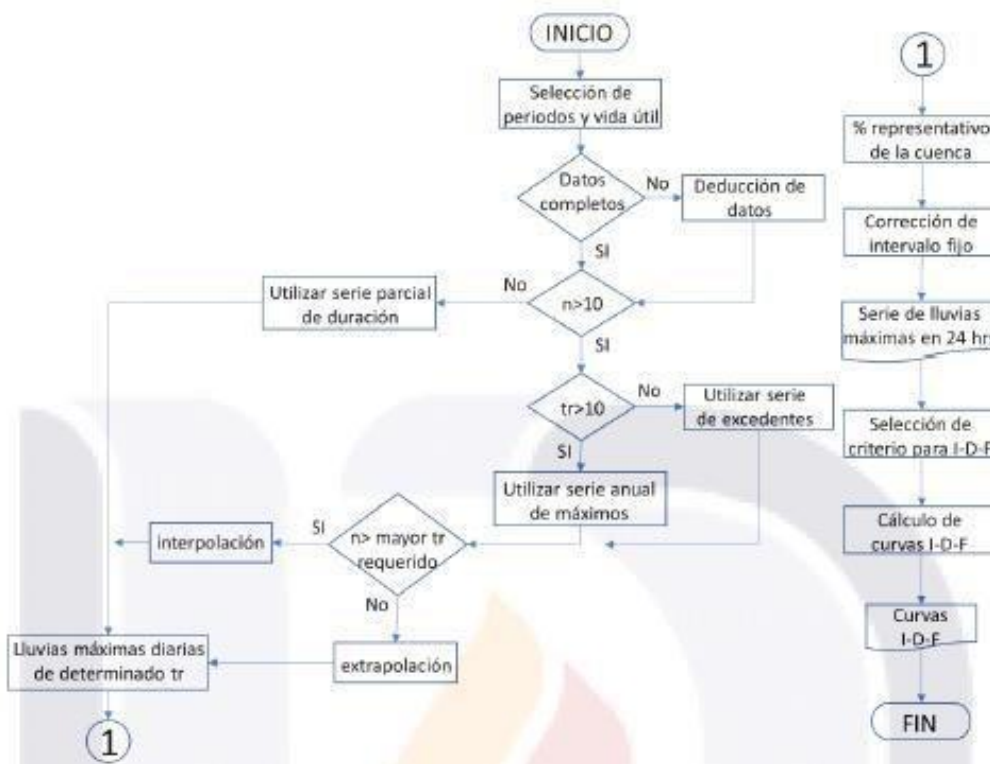 INICIO
Selección de
periodos y vida útil
Datos
completos
No
Deducción de
datos
SI
n>10
No
Utilizar serie parcial
de duración
SI
tr>10
No
Utilizar serie
de excedentes
SI
Utilizar serie anual
de máximos
n> mayor tr
requerido
SI
interpolación
No
extrapolación
Lluvias máximas diarias
de determinado tr
1
1
% representativo
de la cuenca
Corrección de
intervalo fijo
Serie de lluvias
máximas en 24 hrs
Selección de
criterio para I-D-F
Cálculo de
curvas I-D-F
Curvas
I-D-F
FIN